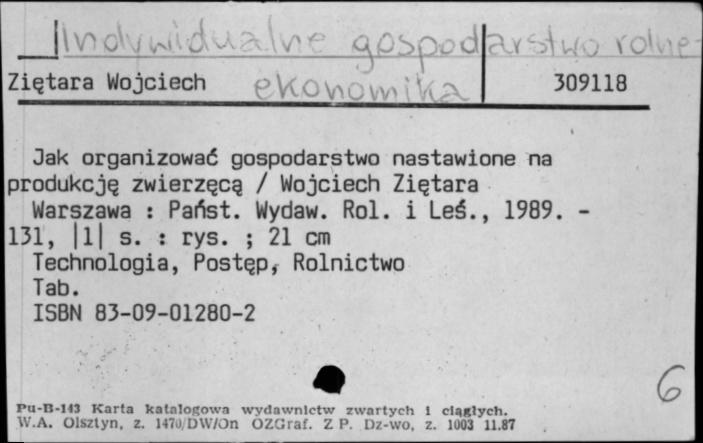 Indywidualne gospodarstwo rolne-
Ziętara Wojciech ekonomika 309118
Jak organizować gospodarstwo nastawione na
produkcję zwierzęcą / Wojciech Ziętara
Warszawa : Państ. Wydaw. Rol. i Leś., 1989. -
131, |1| s. : rys. ; 21 cm
Technologia, Postęp, Rolnictwo
Tab.
ISBN 83-09-01280-2
6
Pu-B-143 Karta katalogowa wydawnictw zwartych i ciągłych.
W.A. Olsztyn, z. 1470/DW/On OZGraf. Z P. Dz-wo, z. 1003 11.87